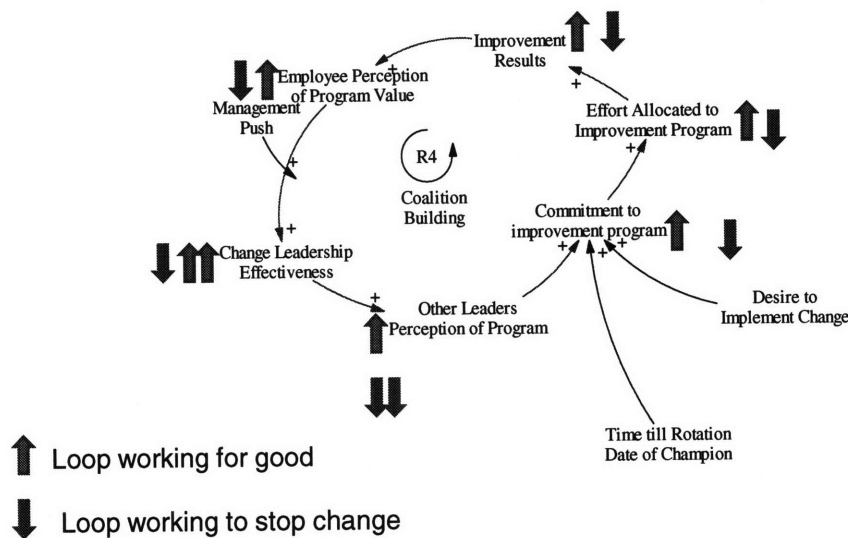 Improvement
Results
Employee Perception
of Program Value
Management
Push
Effort Allocated to
Improvement Program
R4
Coalition
Building
Commitment to
improvement program
Change Leadership
Effectiveness
Other Leaders
Perception of Program
Desire to
Implement Change
Time till Rotation
Date of Champion
+
+
+
+
+
+
+
+
+
Loop working for good
Loop working to stop change